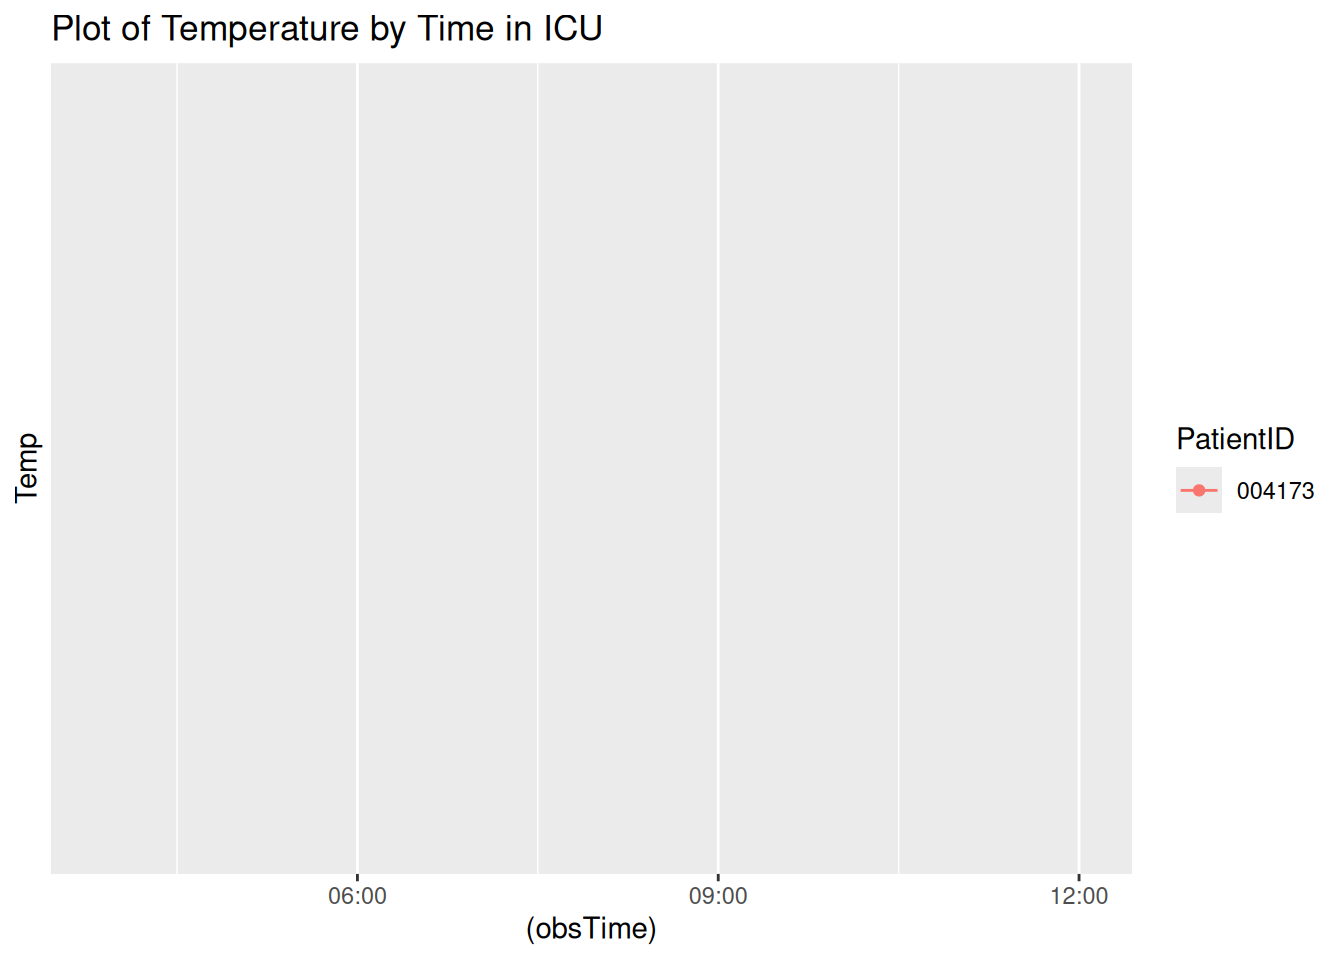 Plot of Temperature by Time in ICU
Temp
06:00
09:00
12:00
(obsTime)
PatientID
004173